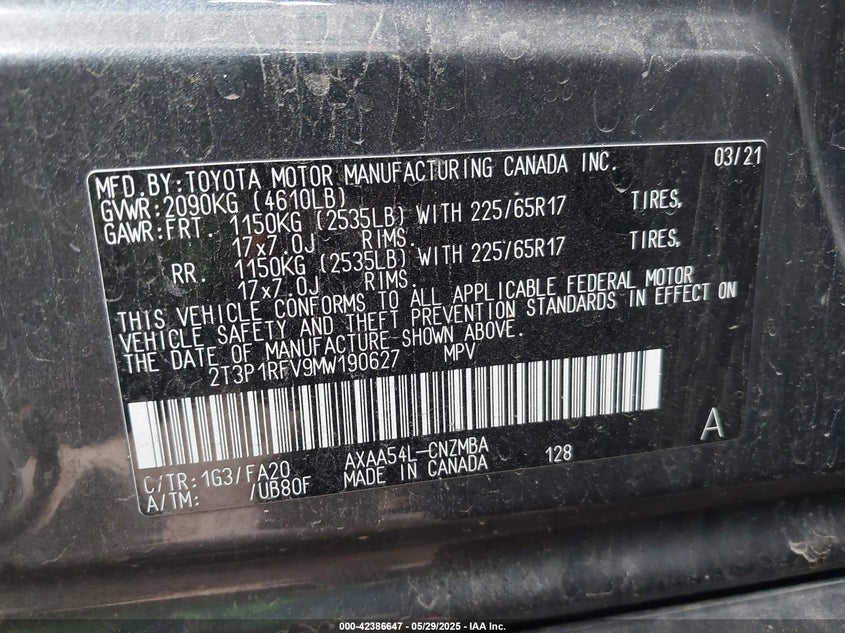 MFD.BY:TOYOTA MOTOR MANUFACTURING CANADA INC. 03/21
GVWR:2090KG (4610LB)
GAWR:FRT. 1150KG (2535LB) WITH 225/65R17 TIRES,
17x7.0J RIMS.
RR. 1150KG (2535LB) WITH 225/65R17 TIRES,
17x7.0J RIMS.
THIS VEHICLE CONFORMS TO ALL APPLICABLE FEDERAL MOTOR
VEHICLE SAFETY AND THEFT PREVENTION STANDARDS IN EFFECT ON
THE DATE OF MANUFACTURE SHOWN ABOVE.
2T3P1RFV9MW190627 MPV
A
C/TR:1G3/FA20 AXAA54L-CNZMBA 128
A/TM: /UB80F MADE IN CANADA
000-42386647 - 05/29/2025 - IAA Inc.